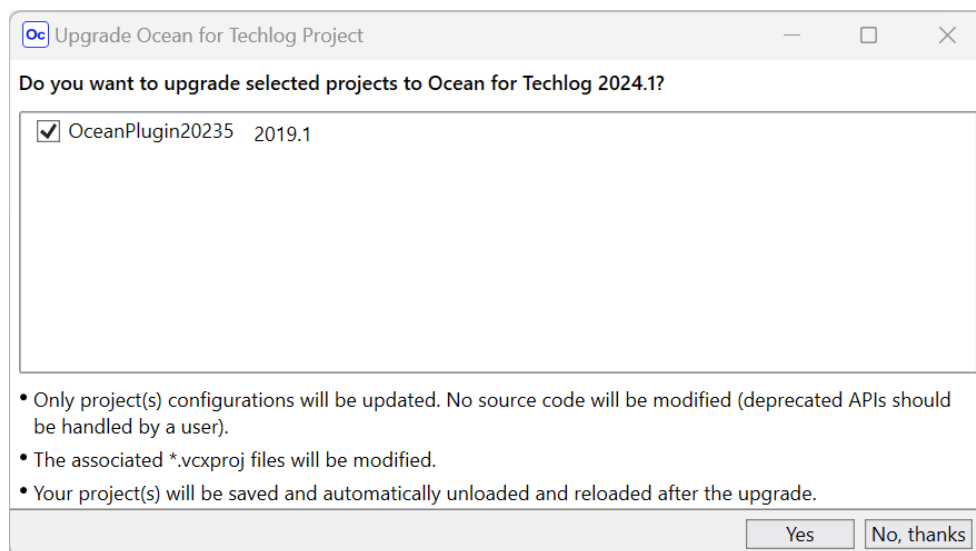 Oc Upgrade Ocean for Techlog Project
Do you want to upgrade selected projects to Ocean for Techlog 2024.1?
OceanPlugin20235 2019.1
• Only project(s) configurations will be updated. No source code will be modified (deprecated APIs should
be handled by a user).
• The associated *.vcxproj files will be modified.
• Your project(s) will be saved and automatically unloaded and reloaded after the upgrade.
Yes No, thanks